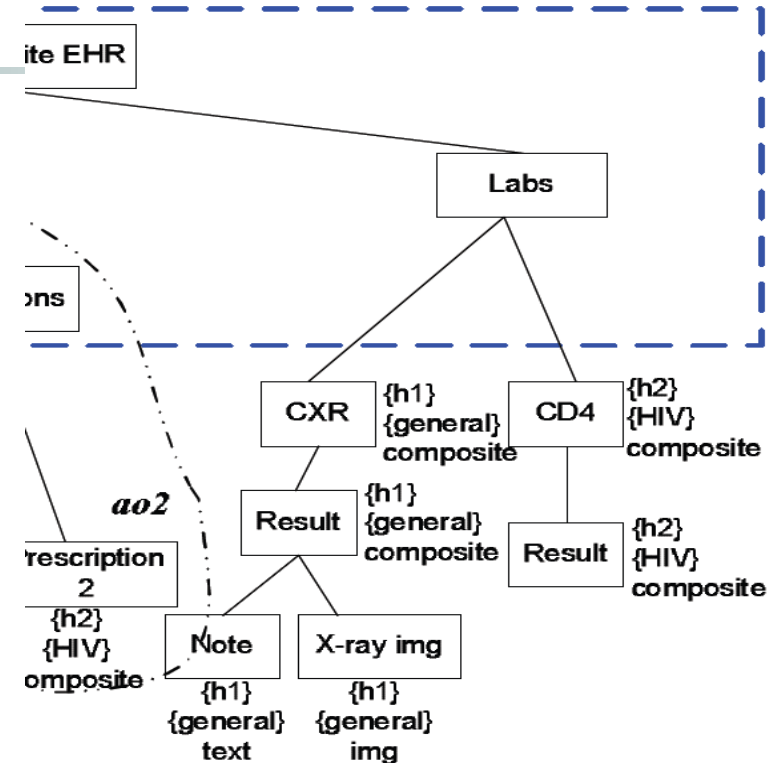 ite EHR
Labs
ons
CXR
{h1}
{general}
composite
CD4
{h2}
{HIV}
composite
ao2
Result
{h1}
{general}
composite
Result
{h2}
{HIV}
composite
rescription
2
{h2}
{HIV}
omposite
Note
{h1}
{general}
text
X-ray img
{h1}
{general}
img